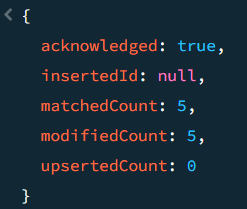 < {
acknowledged: true,
insertedId: null,
matchedCount: 5,
modifiedCount: 5,
upsertedCount: 0
}